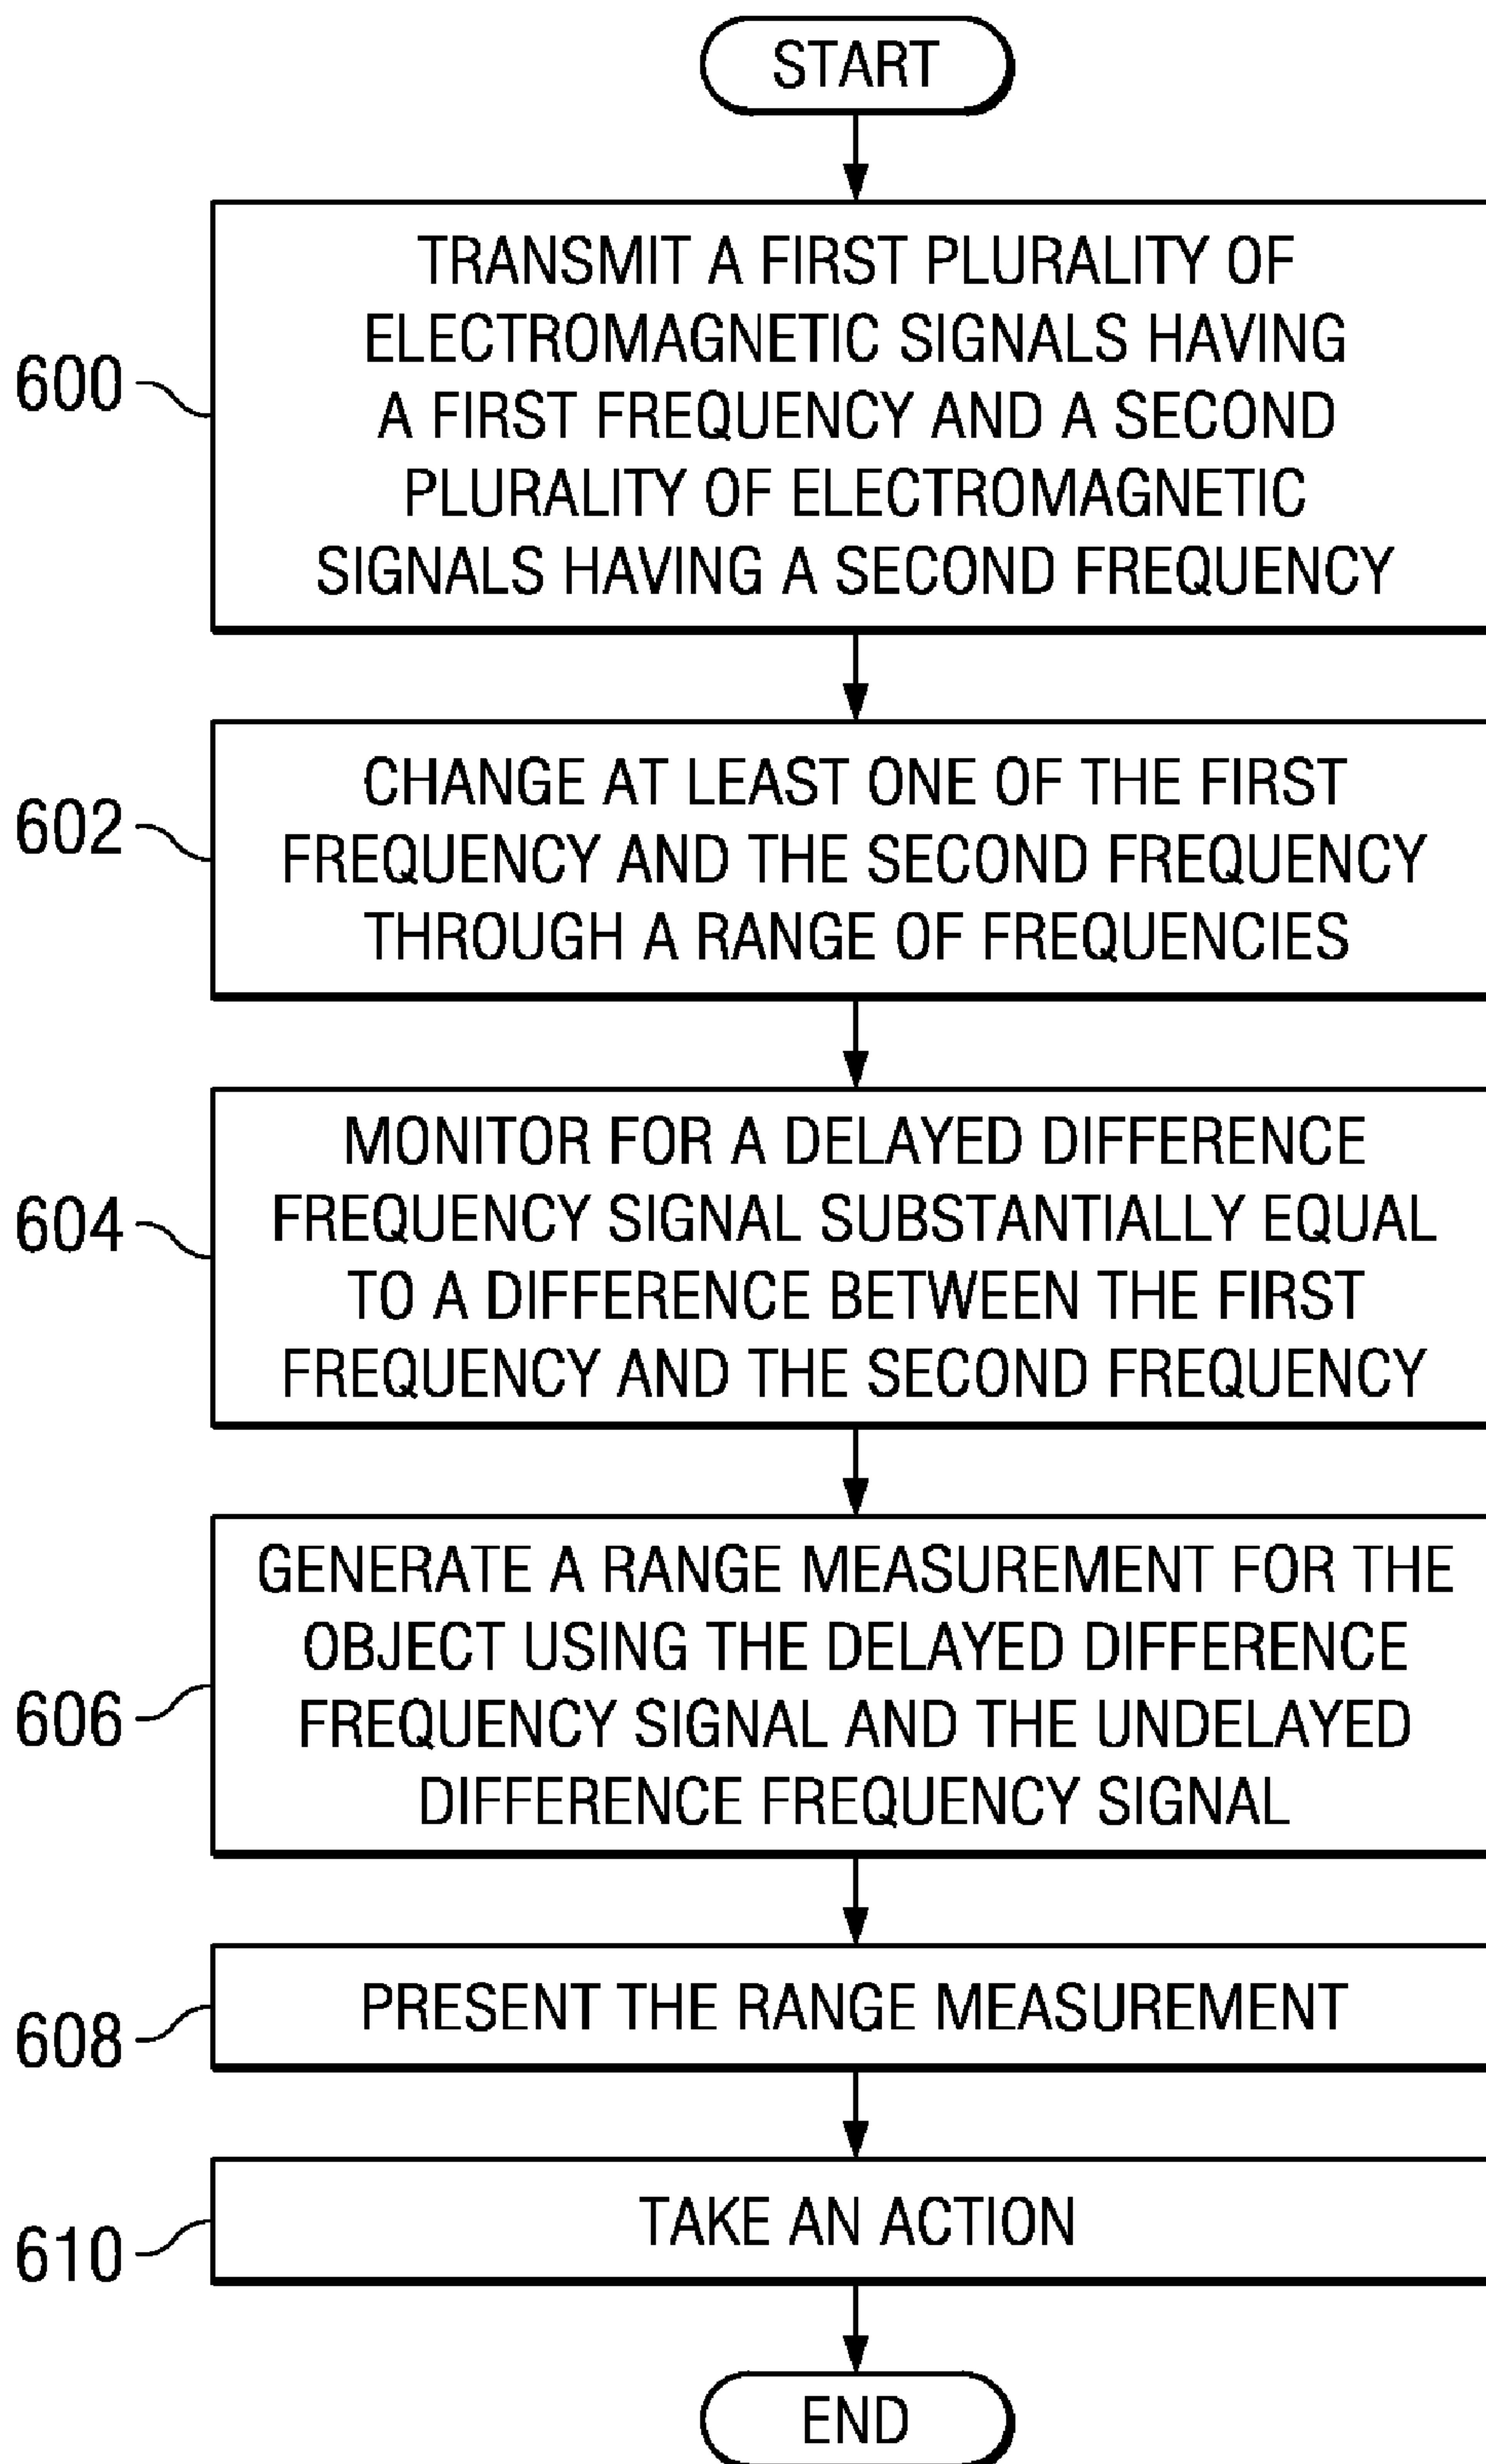 START
TRANSMIT A FIRST PLURALITY OF
ELECTROMAGNETIC SIGNALS HAVING
A FIRST FREQUENCY AND A SECOND
PLURALITY OF ELECTROMAGNETIC
SIGNALS HAVING A SECOND FREQUENCY
600
CHANGE AT LEAST ONE OF THE FIRST
FREQUENCY AND THE SECOND FREQUENCY
THROUGH A RANGE OF FREQUENCIES
602
MONITOR FOR A DELAYED DIFFERENCE
FREQUENCY SIGNAL SUBSTANTIALLY EQUAL
TO A DIFFERENCE BETWEEN THE FIRST
FREQUENCY AND THE SECOND FREQUENCY
604
GENERATE A RANGE MEASUREMENT FOR THE
OBJECT USING THE DELAYED DIFFERENCE
FREQUENCY SIGNAL AND THE UNDELAYED
DIFFERENCE FREQUENCY SIGNAL
606
PRESENT THE RANGE MEASUREMENT
608
TAKE AN ACTION
610
END